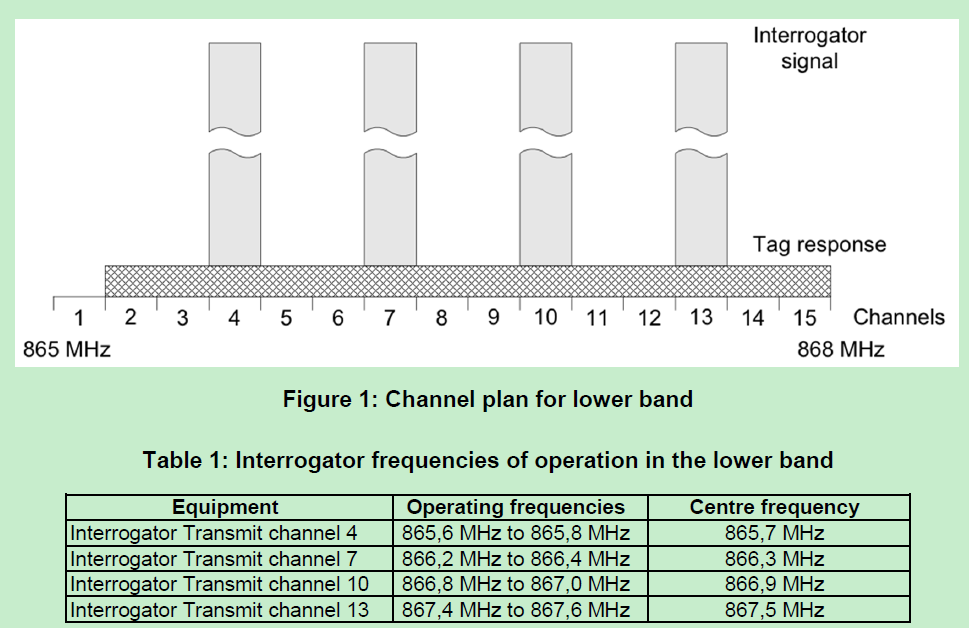 Interrogator
signal
Tag response
1 2 3 4 5 6 7 8 9 10 11 12 13 14 15 Channels
865 MHz 868 MHz
Figure 1: Channel plan for lower band
Table 1: Interrogator frequencies of operation in the lower band
Equipment Operating frequencies Centre frequency
Interrogator Transmit channel 4 865,6 MHz to 865,8 MHz 865,7 MHz
Interrogator Transmit channel 7 866,2 MHz to 866,4 MHz 866,3 MHz
Interrogator Transmit channel 10 866,8 MHz to 867,0 MHz 866,9 MHz
Interrogator Transmit channel 13 867,4 MHz to 867,6 MHz 867,5 MHz